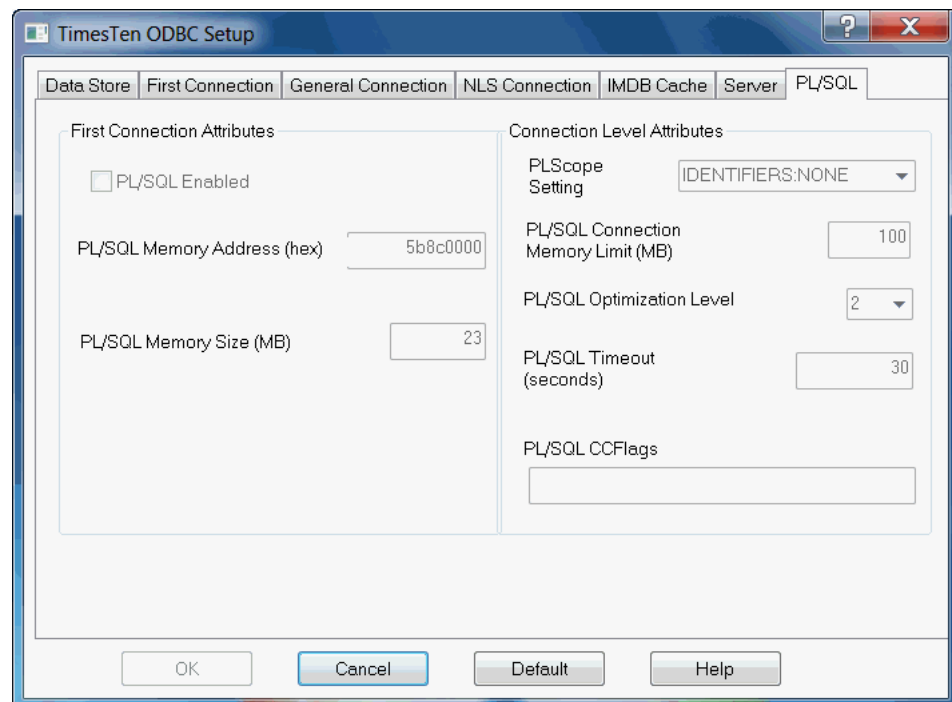 TimesTen ODBC Setup
?
X
Data Store
First Connection
General Connection
NLS Connection
IMDB Cache
Server
PL/SQL
First Connection Attributes
PL/SQL Enabled
PL/SQL Memory Address (hex)
5b8c0000
PL/SQL Memory Size (MB)
23
Connection Level Attributes
PLScope
Setting
IDENTIFIERS:NONE
PL/SQL Connection
Memory Limit (MB)
100
PL/SQL Optimization Level
2
PL/SQL Timeout
(seconds)
30
PL/SQL CCFlags
OK
Cancel
Default
Help